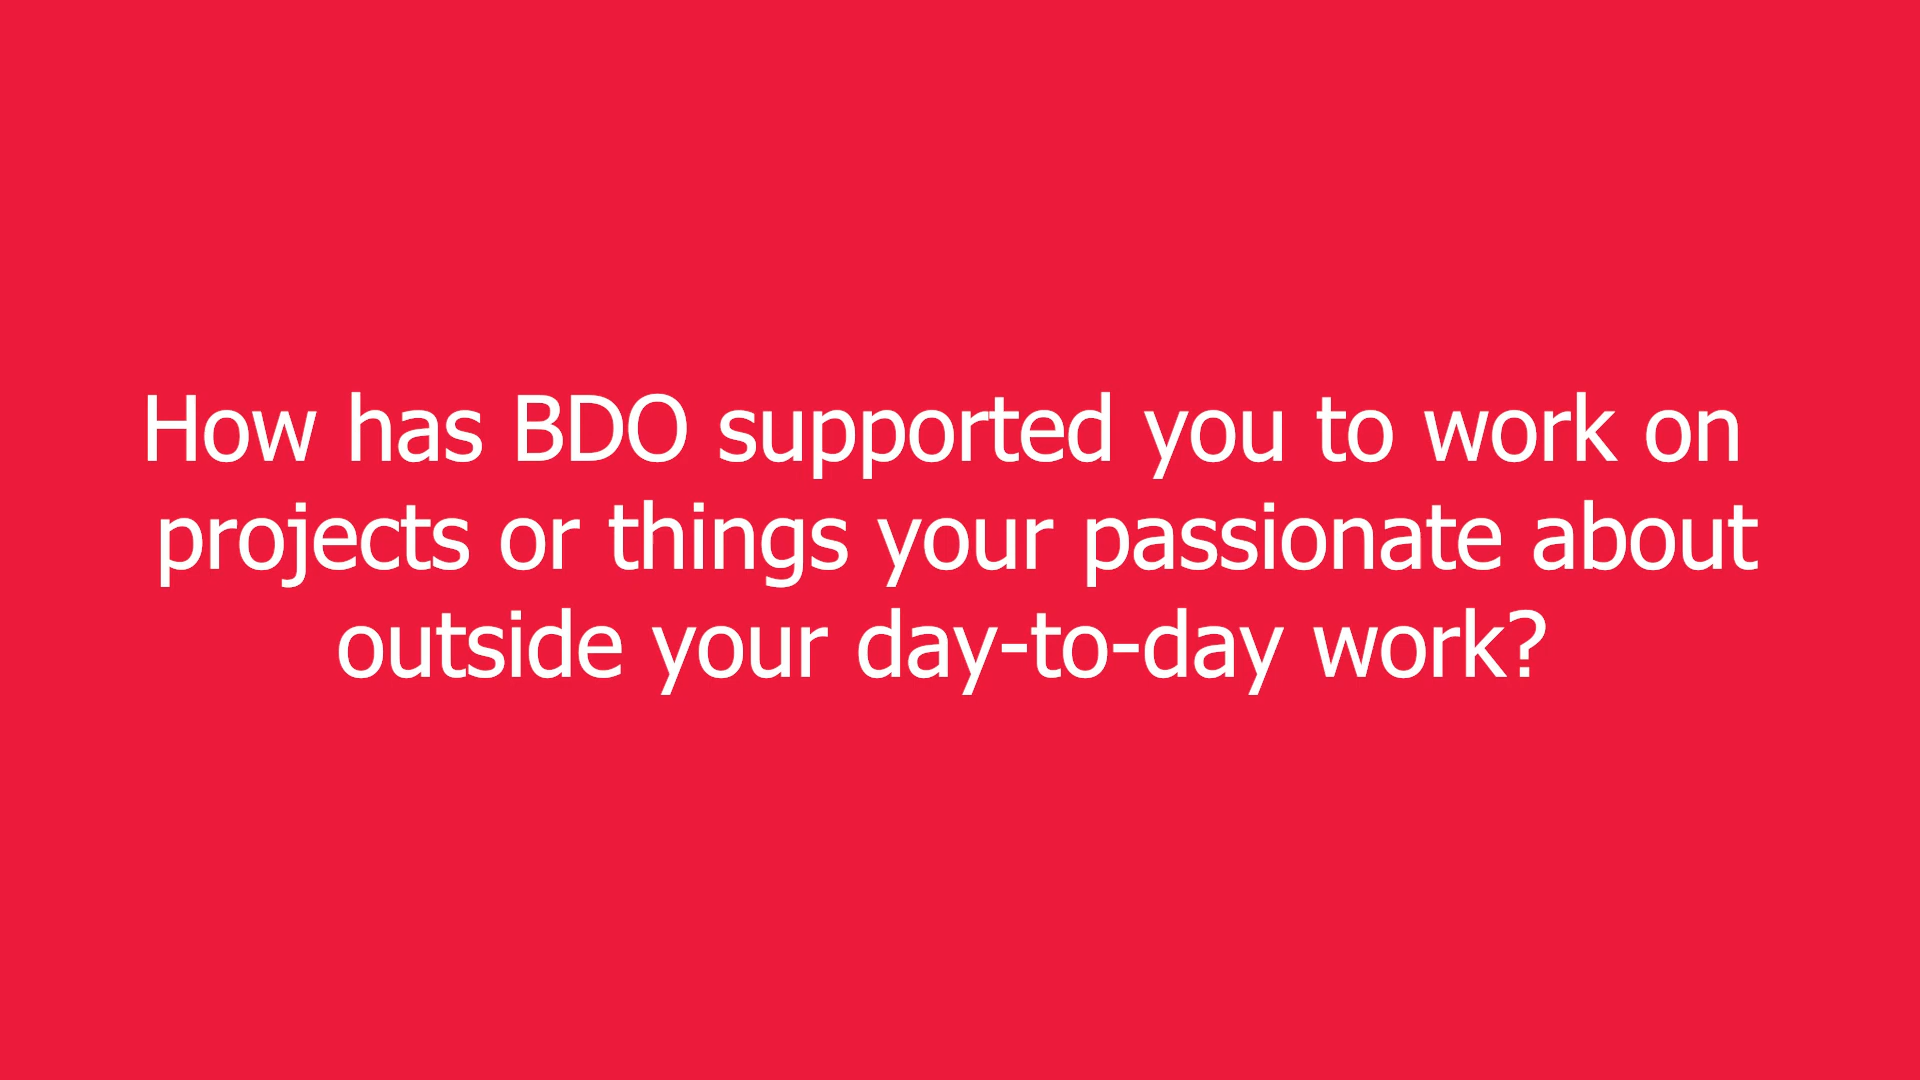 How has BDO supported you to work on
projects or things your passionate about
outside your day-to-day work?